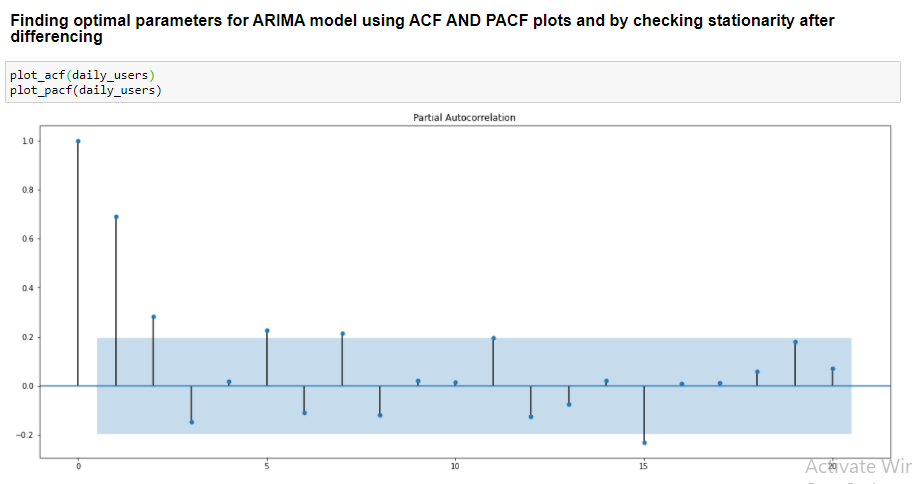 Finding optimal parameters for ARIMA model using ACF AND PACF plots and by checking stationarity after
differencing
plot_acf(daily_users)
plot_pacf(daily_users)
Partial Autocorrelation
1.0
0.8
0.6
0.4
0.2
0.0
−0.2
0 5 10 15 20
Activate Win